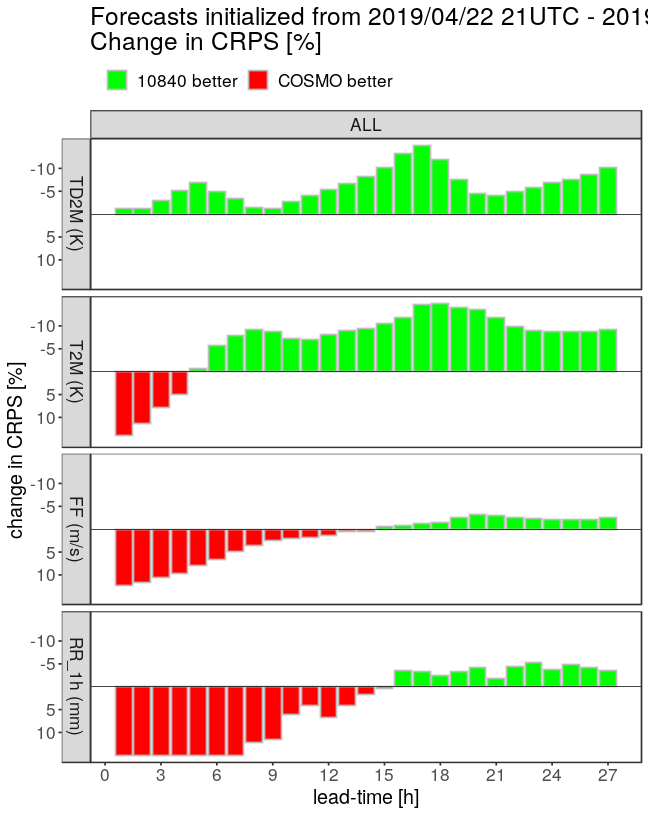 Forecasts initialized from 2019/04/22 21UTC - 2019
Change in CRPS [%]
10840 better
COSMO better
ALL
TD2M (K)
-10
-5
5
10
T2M (K)
-10
-5
5
10
FF (m/s)
-10
-5
5
10
RR_1h (mm)
-10
-5
5
10
change in CRPS [%]
0 3 6 9 12 15 18 21 24 27
lead-time [h]